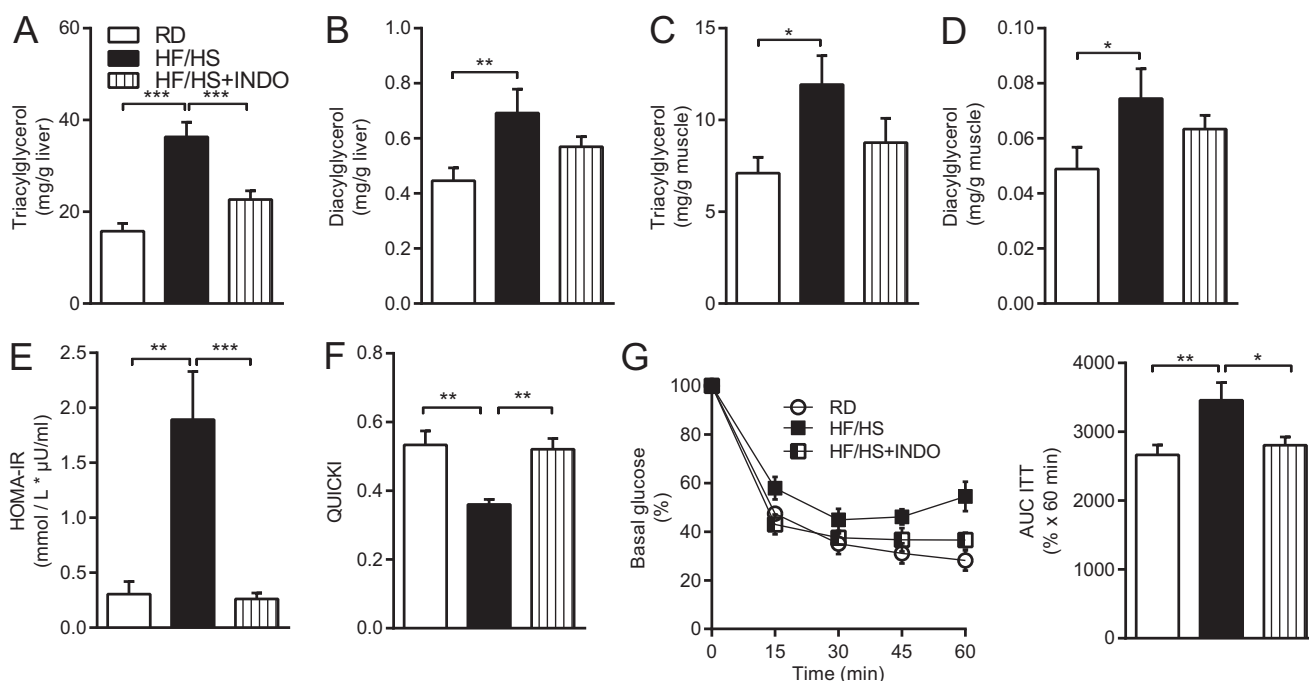 A
60
40
20
0
Triacylglycerol
(mg/g liver)
RD
HF/HS
HF/HS+INDO
***
***
B
1.0
0.8
0.6
0.4
0.2
0.0
Diacylglycerol
(mg/g liver)
**
C
15
10
5
0
Triacylglycerol
(mg/g muscle)
*
D
0.10
0.08
0.06
0.04
0.02
0.00
Diacylglycerol
(mg/g muscle)
*
E
2.5
2.0
1.5
1.0
0.5
0.0
HOMA-IR
(mmol / L * µU/ml)
**
***
F
0.8
0.6
0.4
0.2
0.0
QUICKI
**
**
G
100
80
60
40
20
0
Basal glucose
(%)
RD
HF/HS
HF/HS+INDO
0 15 30 45 60
Time (min)
4000
3000
2000
1000
0
AUC ITT
(% x 60 min)
**
*